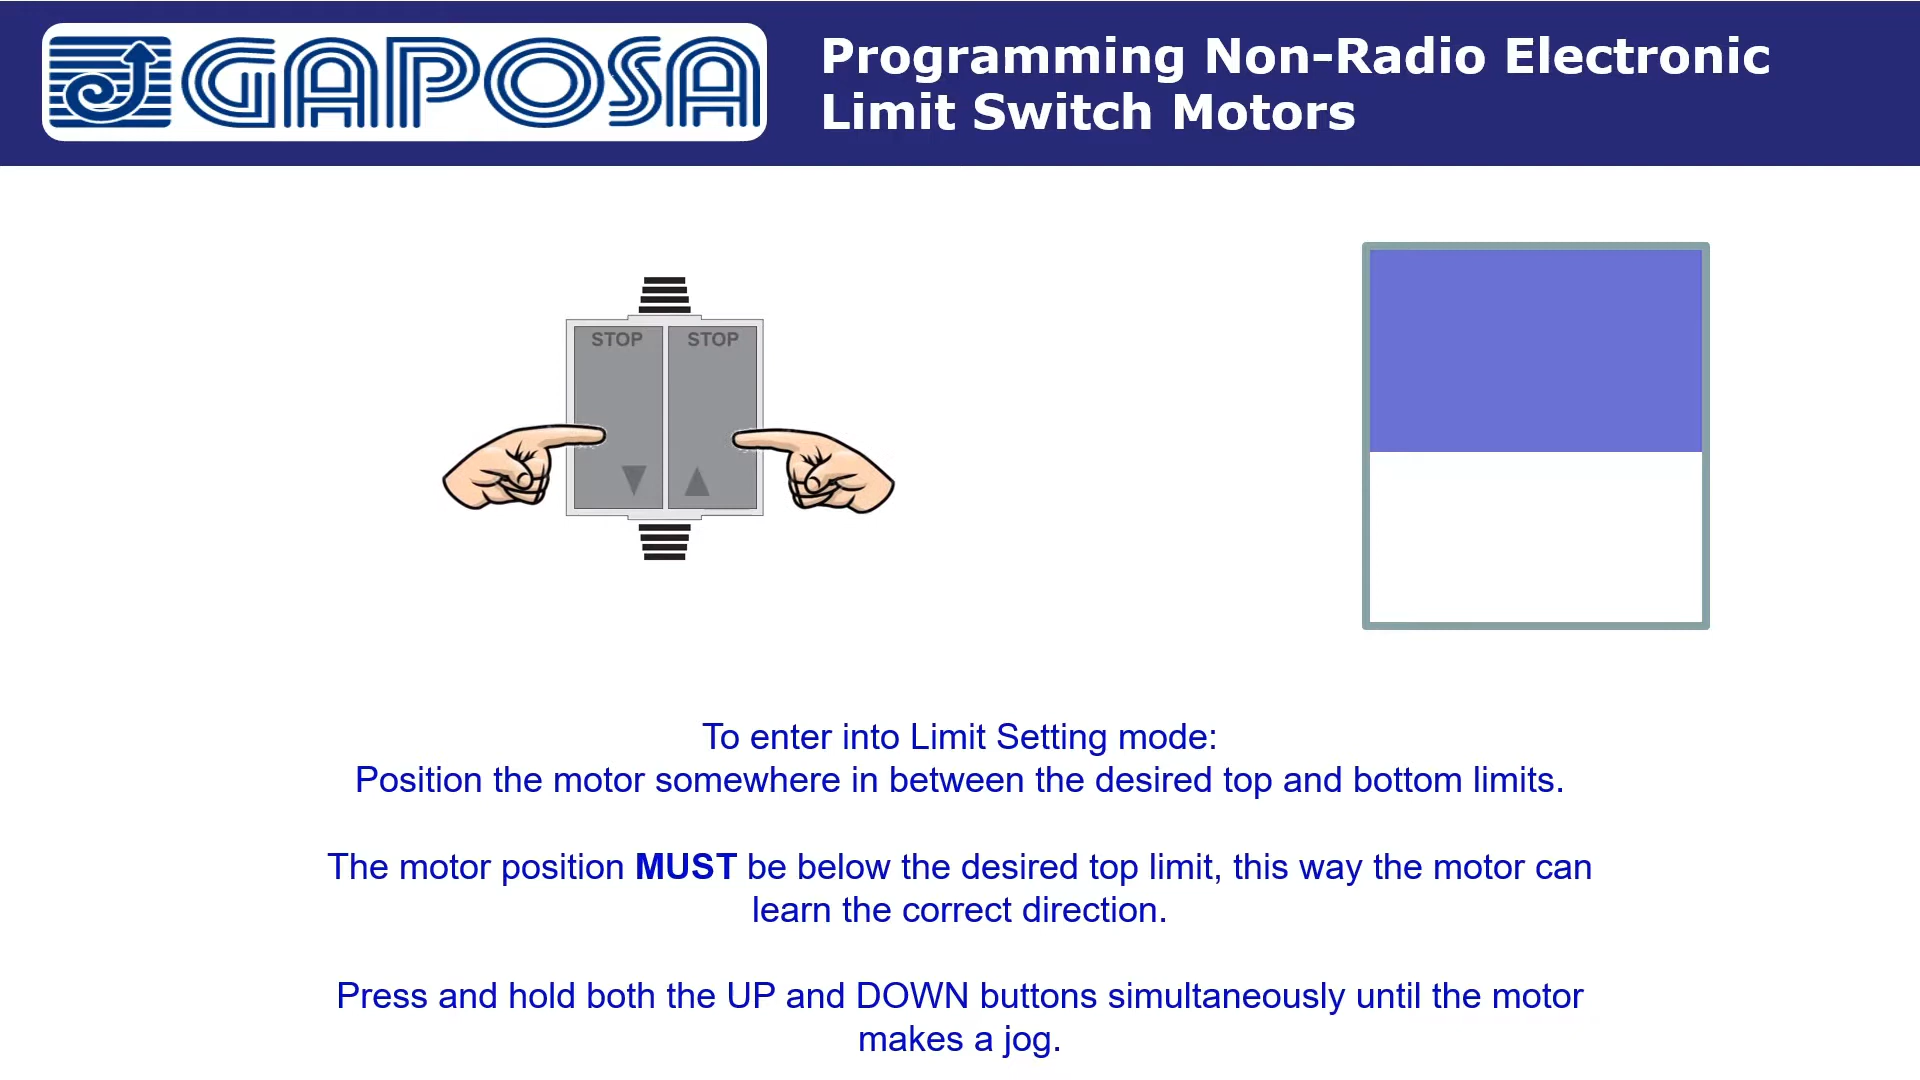 GAPOSA
Programming Non-Radio Electronic
Limit Switch Motors
STOP
STOP
To enter into Limit Setting mode:
Position the motor somewhere in between the desired top and bottom limits.
The motor position MUST be below the desired top limit, this way the motor can
learn the correct direction.
Press and hold both the UP and DOWN buttons simultaneously until the motor
makes a jog.